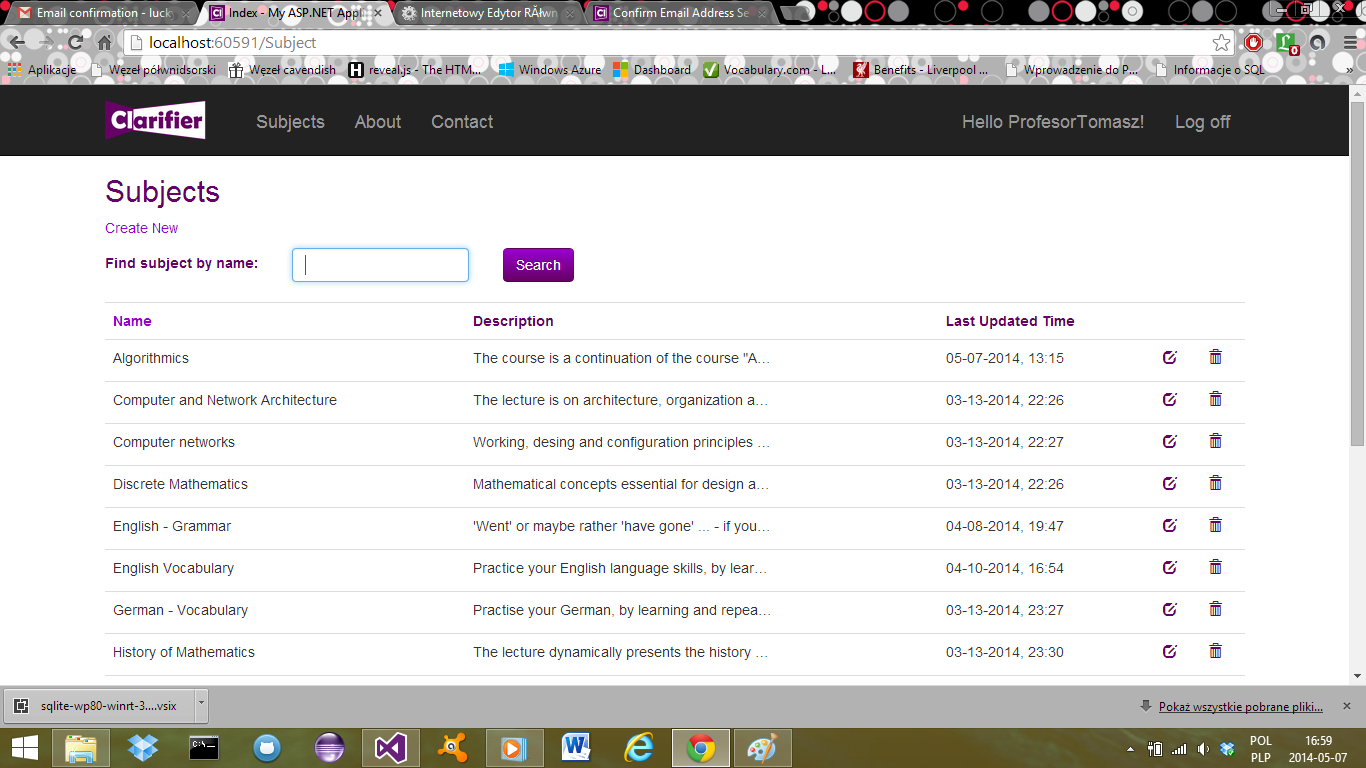 Email confirmation - lucky
Index - My ASP.NET Appli
Internetowy Edytor RĂłwn
Confirm Email Address Se
localhost:60591/Subject
0
Aplikacje
Węzeł półwnidsorski
Węzeł cavendish
reveal.js - The HTM...
Windows Azure
Dashboard
Vocabulary.com - L...
Benefits - Liverpool ...
Wprowadzenie do P...
Informacje o SQL
»
Clarifier
Subjects
About
Contact
Hello ProfesorTomasz!
Log off
Subjects
Create New
Find subject by name:
Search
Name Description Last Updated Time
Algorithmics The course is a continuation of the course "A... 05-07-2014, 13:15
Computer and Network Architecture The lecture is on architecture, organization a... 03-13-2014, 22:26
Computer networks Working, desing and configuration principles ... 03-13-2014, 22:27
Discrete Mathematics Mathematical concepts essential for design a... 03-13-2014, 22:26
English - Grammar 'Went' or maybe rather 'have gone' ... - if you... 04-08-2014, 19:47
English Vocabulary Practice your English language skills, by lear... 04-10-2014, 16:54
German - Vocabulary Practise your German, by learning and repea... 03-13-2014, 23:27
History of Mathematics The lecture dynamically presents the history ... 03-13-2014, 23:30
sqlite-wp80-winrt-3....vsix
Pokaż wszystkie pobrane pliki...
C:\_
POL
PLP
16:59
2014-05-07